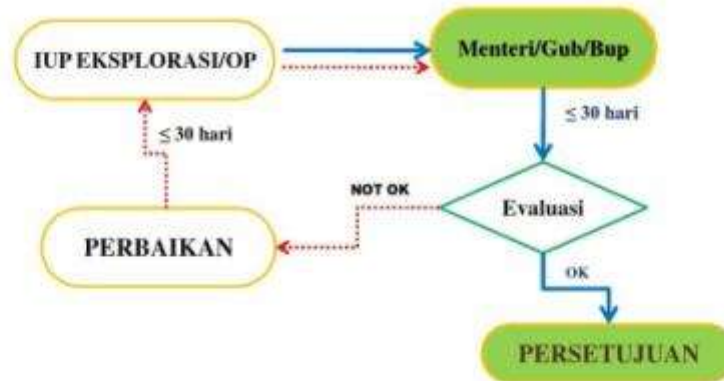 IUP EKSPLORASI/OP
Menteri/Gub/Bup
≤ 30 hari
≤ 30 hari
NOT OK
Evaluasi
PERBAIKAN
OK
PERSETUJUAN